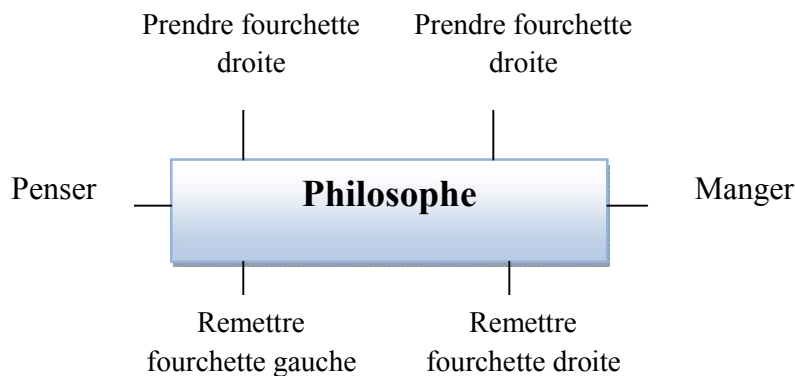 Prendre fourchette
droite
Prendre fourchette
droite
Penser
Philosophe
Manger
Remettre
fourchette gauche
Remettre
fourchette droite